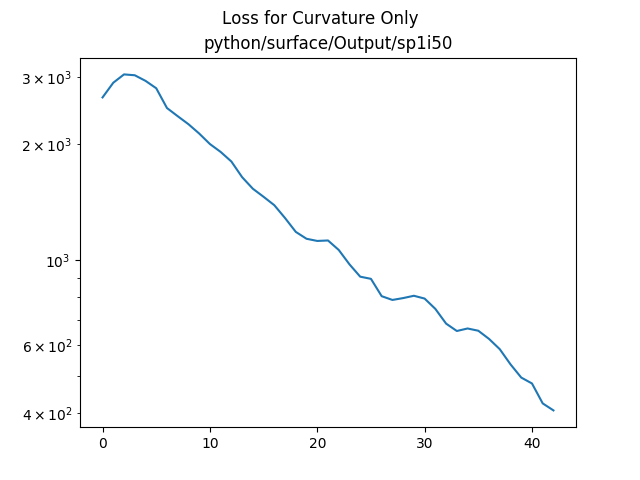 Loss for Curvature Only
python/surface/Output/sp1i50
3 × 10³
2 × 10³
10³
6 × 10²
4 × 10²
0 10 20 30 40